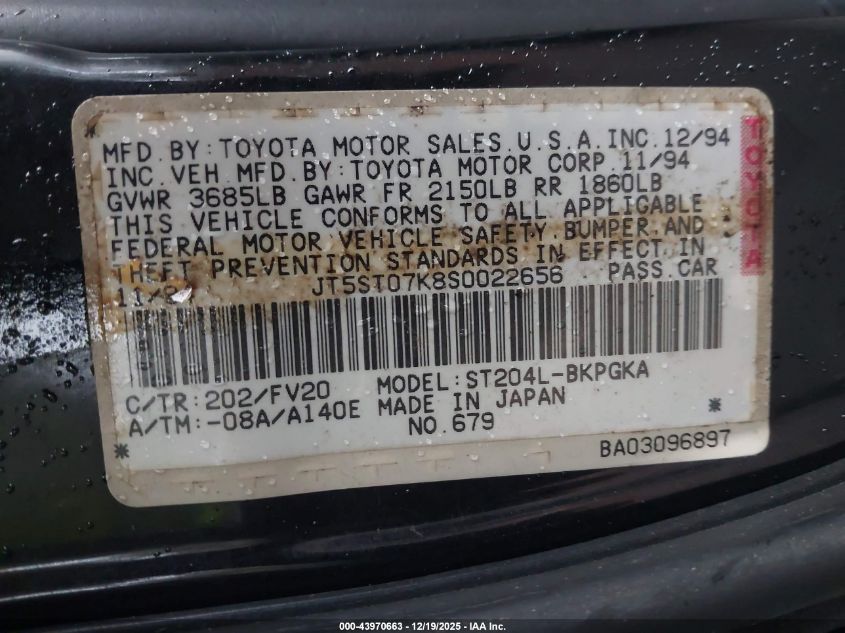 MFD. BY: TOYOTA MOTOR SALES. U.S.A. INC. 12/94
INC VEH MFD. BY: TOYOTA MOTOR CORP. 11/94
GVWR 3685LB GAWR FR 2150LB RR 1860LB
THIS VEHICLE CONFORMS TO ALL APPLICABLE
FEDERAL MOTOR VEHICLE SAFETY, BUMPER, AND
THEFT PREVENTION STANDARDS IN EFFECT IN
JT5ST07K8S0022656 PASS. CAR
C/TR: 202/FV20 MODEL: ST204L-BKPGKA
A/TM: -08A/A140E MADE IN JAPAN
NO. 679
BA03096897
TOYOTA
000-43970663 - 12/19/2025 - IAA Inc.